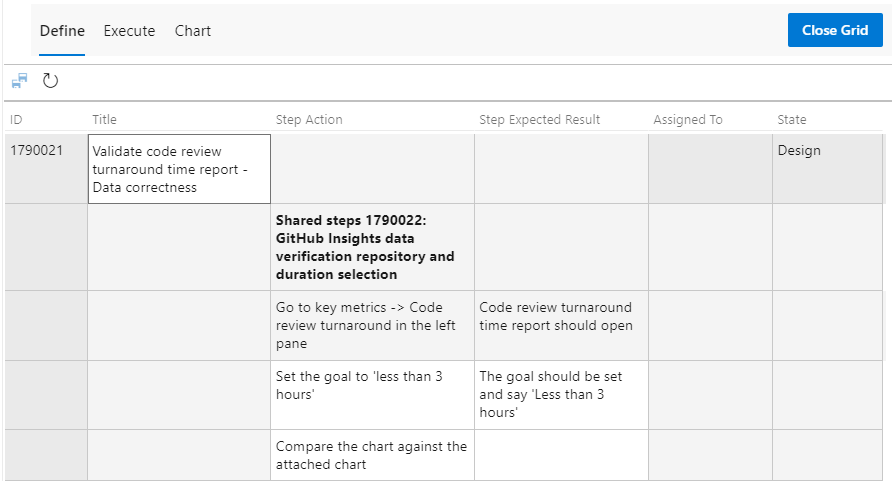 Define Execute Chart Close Grid
ID Title Step Action Step Expected Result Assigned To State
1790021
Validate code review
turnaround time report -
Data correctness
Design
Shared steps 1790022:
GitHub Insights data
verification repository and
duration selection
Go to key metrics -> Code
review turnaround in the left
pane
Code review turnaround
time report should open
Set the goal to 'less than 3
hours'
The goal should be set
and say 'Less than 3
hours'
Compare the chart against the
attached chart